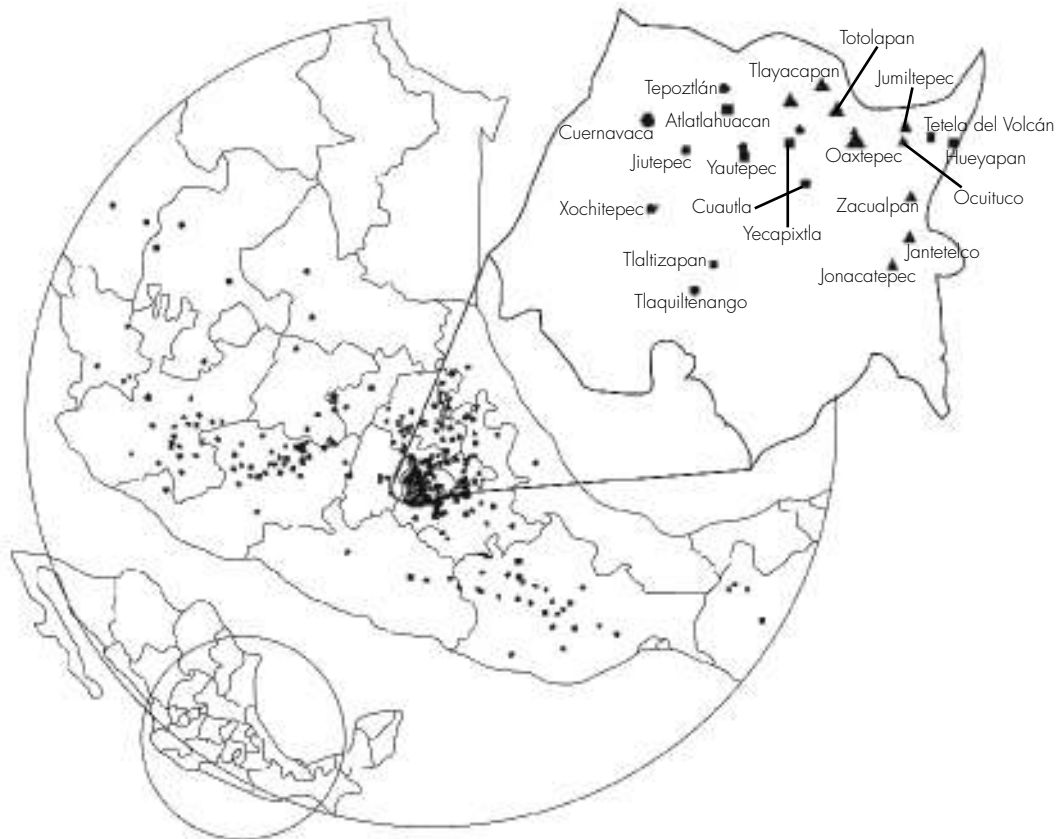 Totolapan
Tlayacapan
Jumiltepec
Tepoztlán
Cuernavaca
Atlatlahuacan
Tetela del Volcán
Jiutepec
Yautepec
Oaxtepec
Hueyapan
Xochitepec
Cuautla
Zacualpan
Ocuituco
Yecapixtla
Tlaltizapan
Jantetelco
Jonacatepec
Tlaquiltenango